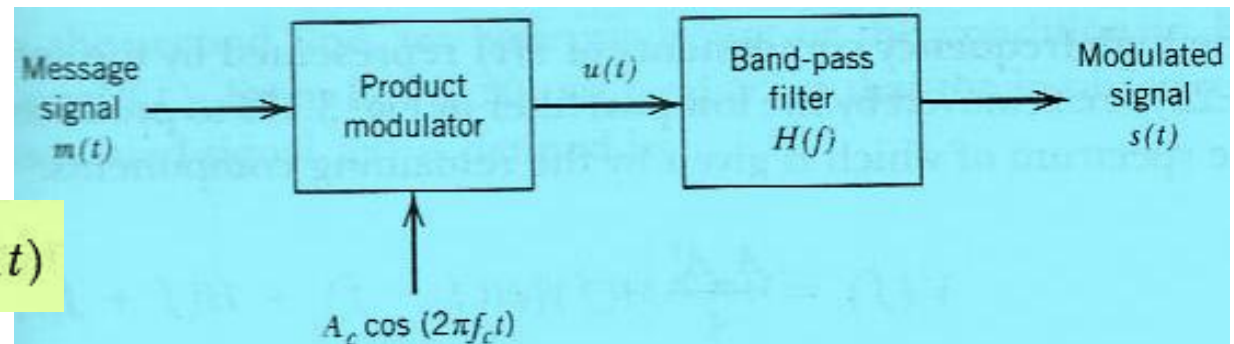 Message
signal
m(t)
Product
modulator
u(t)
Band-pass
filter
H(f)
Modulated
signal
s(t)
t)
A_c cos (2πf_c t)